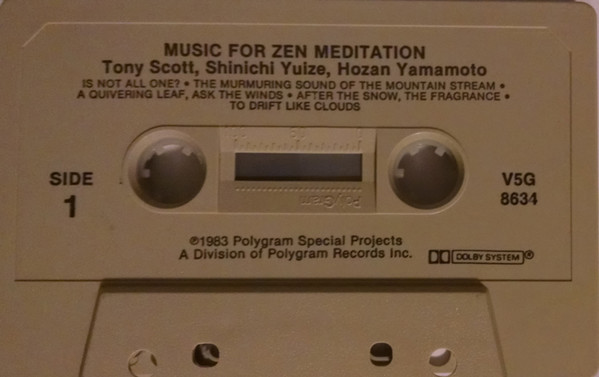 MUSIC FOR ZEN MEDITATION
Tony Scott, Shinichi Yuize, Hozan Yamamoto
IS NOT ALL ONE? • THE MURMURING SOUND OF THE MOUNTAIN STREAM •
A QUIVERING LEAF, ASK THE WINDS • AFTER THE SNOW, THE FRAGRANCE •
TO DRIFT LIKE CLOUDS
PolyGram
SIDE
1
V5G
8634
℗1983 Polygram Special Projects
A Division of Polygram Records Inc.
DOLBY SYSTEM®